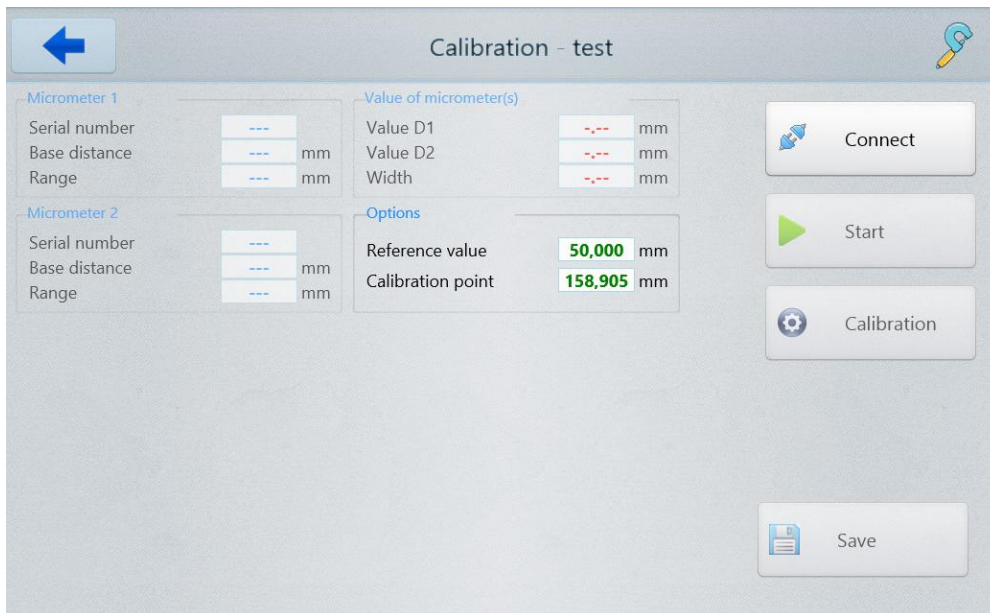 Calibration - test
Micrometer 1
Serial number ---
Base distance --- mm
Range --- mm
Value of micrometer(s)
Value D1 -.-- mm
Value D2 -.-- mm
Width -.-- mm
Micrometer 2
Serial number ---
Base distance --- mm
Range --- mm
Options
Reference value 50,000 mm
Calibration point 158,905 mm
Connect
Start
Calibration
Save